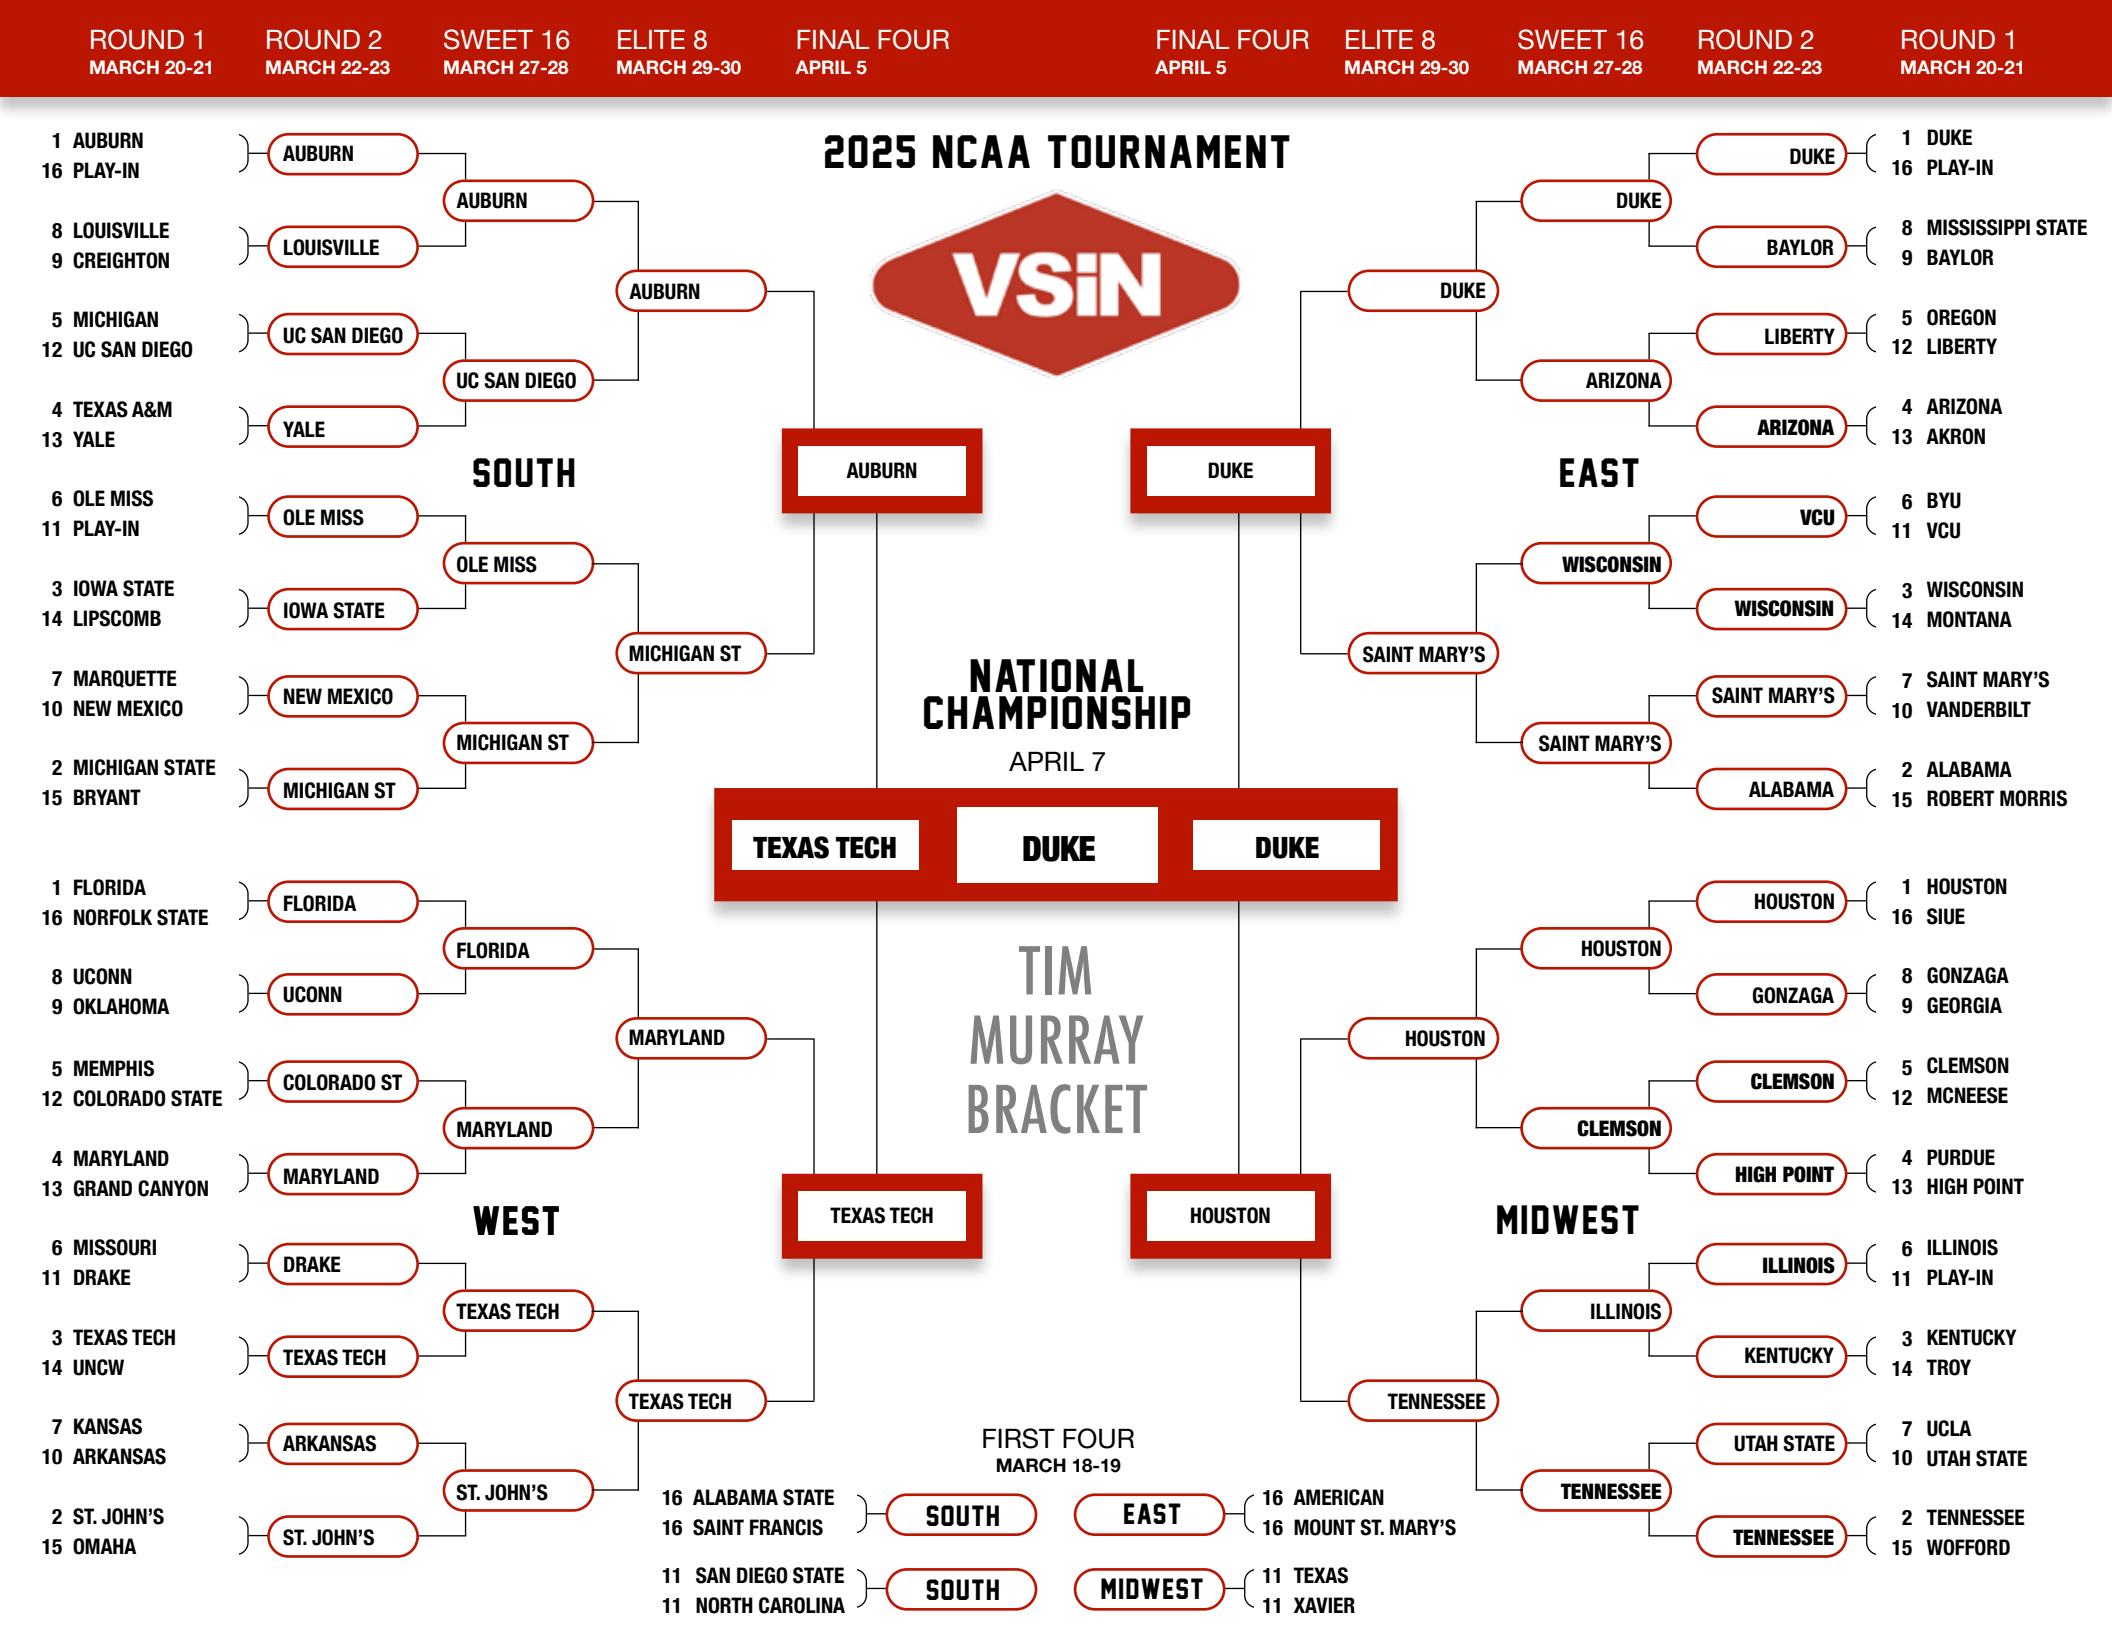 ROUND 1
MARCH 20-21
ROUND 2
MARCH 22-23
SWEET 16
MARCH 27-28
ELITE 8
MARCH 29-30
FINAL FOUR
APRIL 5
FINAL FOUR
APRIL 5
ELITE 8
MARCH 29-30
SWEET 16
MARCH 27-28
ROUND 2
MARCH 22-23
ROUND 1
MARCH 20-21
2025 NCAA TOURNAMENT
VSiN
1 AUBURN
16 PLAY-IN
8 LOUISVILLE
9 CREIGHTON
5 MICHIGAN
12 UC SAN DIEGO
4 TEXAS A&M
13 YALE
6 OLE MISS
11 PLAY-IN
3 IOWA STATE
14 LIPSCOMB
7 MARQUETTE
10 NEW MEXICO
2 MICHIGAN STATE
15 BRYANT
AUBURN
LOUISVILLE
UC SAN DIEGO
YALE
OLE MISS
IOWA STATE
NEW MEXICO
MICHIGAN ST
AUBURN
UC SAN DIEGO
SOUTH
OLE MISS
MICHIGAN ST
AUBURN
MICHIGAN ST
AUBURN
1 FLORIDA
16 NORFOLK STATE
8 UCONN
9 OKLAHOMA
5 MEMPHIS
12 COLORADO STATE
4 MARYLAND
13 GRAND CANYON
6 MISSOURI
11 DRAKE
3 TEXAS TECH
14 UNCW
7 KANSAS
10 ARKANSAS
2 ST. JOHN'S
15 OMAHA
FLORIDA
UCONN
COLORADO ST
MARYLAND
DRAKE
TEXAS TECH
ARKANSAS
ST. JOHN'S
FLORIDA
MARYLAND
WEST
TEXAS TECH
ST. JOHN'S
MARYLAND
TEXAS TECH
TEXAS TECH
NATIONAL
CHAMPIONSHIP
APRIL 7
TEXAS TECH
DUKE
DUKE
TIM
MURRAY
BRACKET
DUKE
DUKE
SAINT MARY'S
DUKE
ARIZONA
EAST
WISCONSIN
SAINT MARY'S
DUKE
BAYLOR
LIBERTY
ARIZONA
VCU
WISCONSIN
SAINT MARY'S
ALABAMA
1 DUKE
16 PLAY-IN
8 MISSISSIPPI STATE
9 BAYLOR
5 OREGON
12 LIBERTY
4 ARIZONA
13 AKRON
6 BYU
11 VCU
3 WISCONSIN
14 MONTANA
7 SAINT MARY'S
10 VANDERBILT
2 ALABAMA
15 ROBERT MORRIS
HOUSTON
HOUSTON
TENNESSEE
HOUSTON
CLEMSON
MIDWEST
ILLINOIS
TENNESSEE
HOUSTON
GONZAGA
CLEMSON
HIGH POINT
ILLINOIS
KENTUCKY
UTAH STATE
TENNESSEE
1 HOUSTON
16 SIUE
8 GONZAGA
9 GEORGIA
5 CLEMSON
12 MCNEESE
4 PURDUE
13 HIGH POINT
6 ILLINOIS
11 PLAY-IN
3 KENTUCKY
14 TROY
7 UCLA
10 UTAH STATE
2 TENNESSEE
15 WOFFORD
FIRST FOUR
MARCH 18-19
16 ALABAMA STATE
16 SAINT FRANCIS
SOUTH
EAST
16 AMERICAN
16 MOUNT ST. MARY'S
11 SAN DIEGO STATE
11 NORTH CAROLINA
SOUTH
MIDWEST
11 TEXAS
11 XAVIER